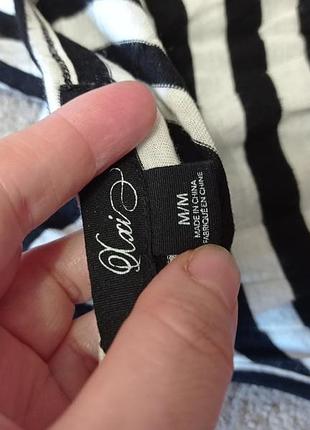 Xxi
M/M
MADE IN CHINA
FABRIQUÉ EN CHINE